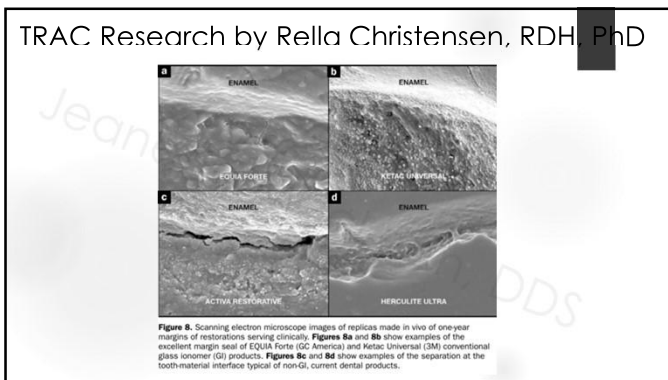 TRAC Research by Rella Christensen, RDH, PhD
a
ENAMEL
EQUIA FORTE
b
ENAMEL
KETAC UNIVERSAL
c
ENAMEL
ACTIVA RESTORATIVE
d
ENAMEL
HERCULITE ULTRA
Figure 8. Scanning electron microscope images of replicas made in vivo of one-year
margins of restorations serving clinically. Figures 8a and 8b show examples of the
excellent margin seal of EQUIA Forte (GC America) and Ketac Universal (3M) conventional
glass ionomer (GI) products. Figures 8c and 8d show examples of the separation at the
tooth-material interface typical of non-GI, current dental products.
DDS